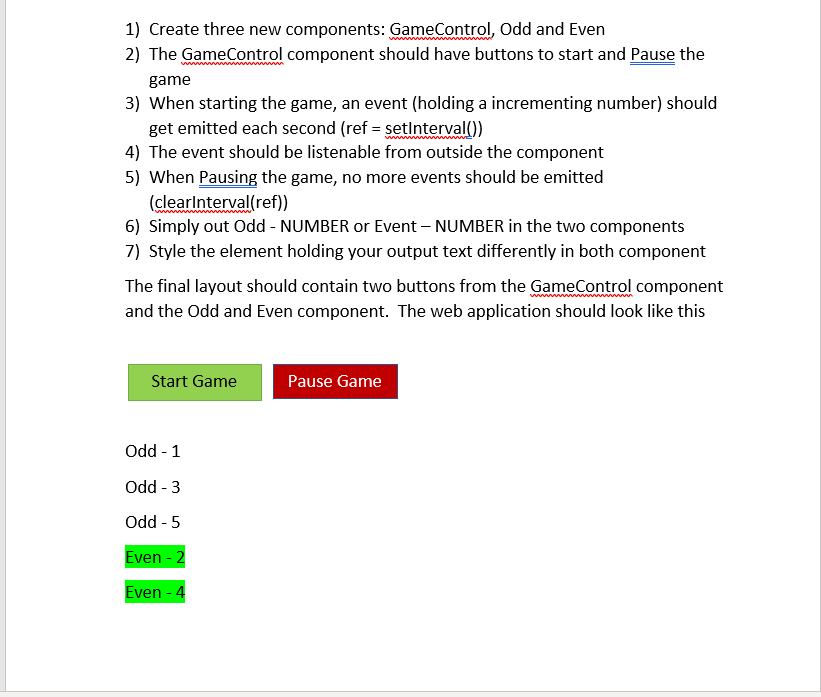 1) Create three new components: GameControl, Odd and Even
2) The GameControl component should have buttons to start and Pause the
game
3) When starting the game, an event (holding a incrementing number) should
get emitted each second (ref = setInterval())
4) The event should be listenable from outside the component
5) When Pausing the game, no more events should be emitted
(clearInterval(ref))
6) Simply out Odd - NUMBER or Event – NUMBER in the two components
7) Style the element holding your output text differently in both component
The final layout should contain two buttons from the GameControl component
and the Odd and Even component.  The web application should look like this
Start Game
Pause Game
Odd - 1
Odd - 3
Odd - 5
Even - 2
Even - 4